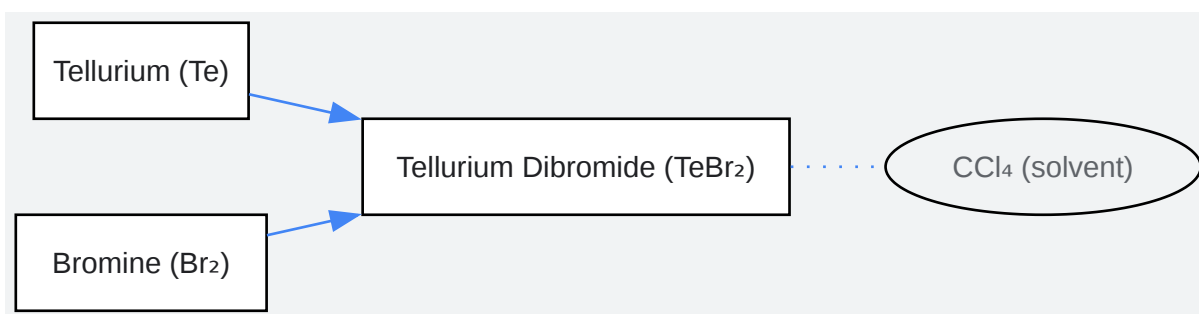 Tellurium (Te)
Tellurium Dibromide (TeBr₂)
CCl₄ (solvent)
Bromine (Br₂)